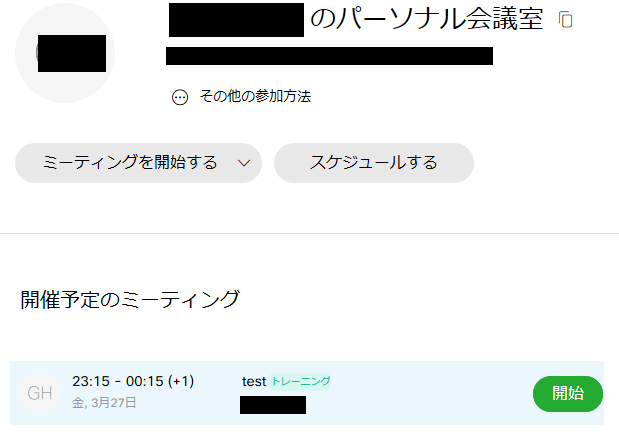 のパーソナル会議室
その他の参加方法
ミーティングを開始する
スケジュールする
開催予定のミーティング
GH
23:15 - 00:15 (+1)
test トレーニング
金, 3月27日
開始